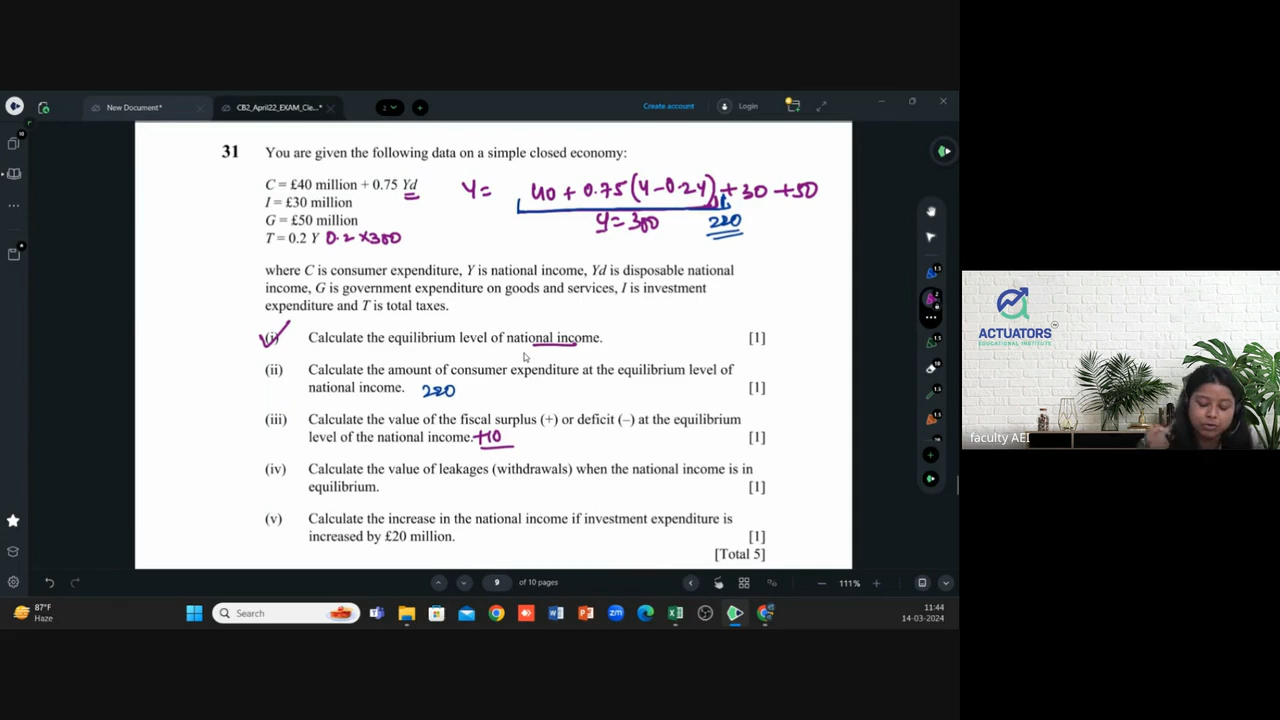 New Document*
CB2_April22_EXAM_Cle...*
2
Create account
Login
31 You are given the following data on a simple closed economy:
C = £40 million + 0.75 Yd
I = £30 million
G = £50 million
T = 0.2 Y 0.2 × 300
Y = 40 + 0.75 (Y - 0.2Y) + 30 + 50
Y = 300
220
where C is consumer expenditure, Y is national income, Yd is disposable national
income, G is government expenditure on goods and services, I is investment
expenditure and T is total taxes.
(i) Calculate the equilibrium level of national income. [1]
(ii) Calculate the amount of consumer expenditure at the equilibrium level of
national income. 220 [1]
(iii) Calculate the value of the fiscal surplus (+) or deficit (–) at the equilibrium
level of the national income. +10 [1]
(iv) Calculate the value of leakages (withdrawals) when the national income is in
equilibrium. [1]
(v) Calculate the increase in the national income if investment expenditure is
increased by £20 million. [1]
[Total 5]
9 of 10 pages
111%
87°F
Haze
Search
11:44
14-03-2024
ACTUATORS
EDUCATIONAL INSTITUTE
faculty AEI